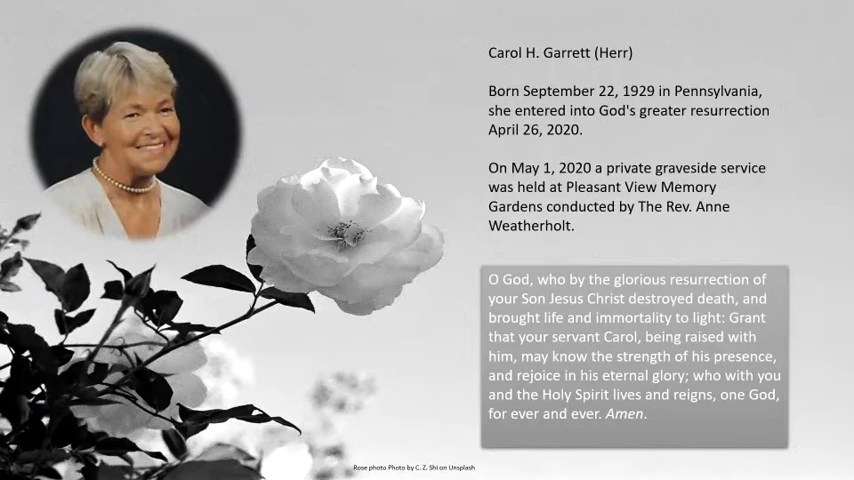 Carol H. Garrett (Herr)
Born September 22, 1929 in Pennsylvania,
she entered into God's greater resurrection
April 26, 2020.
On May 1, 2020 a private graveside service
was held at Pleasant View Memory
Gardens conducted by The Rev. Anne
Weatherholt.
O God, who by the glorious resurrection of
your Son Jesus Christ destroyed death, and
brought life and immortality to light: Grant
that your servant Carol, being raised with
him, may know the strength of his presence,
and rejoice in his eternal glory; who with you
and the Holy Spirit lives and reigns, one God,
for ever and ever. Amen.
Rose photo Photo by C. Z. Shi on Unsplash